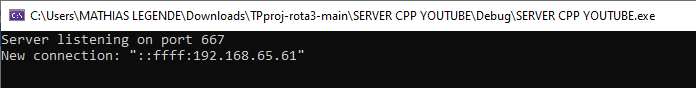 C:\Users\MATHIAS LEGENDE\Downloads\TPproj-rota3-main\SERVER CPP YOUTUBE\Debug\SERVER CPP YOUTUBE.exe
Server listening on port 667
New connection: "::ffff:192.168.65.61"